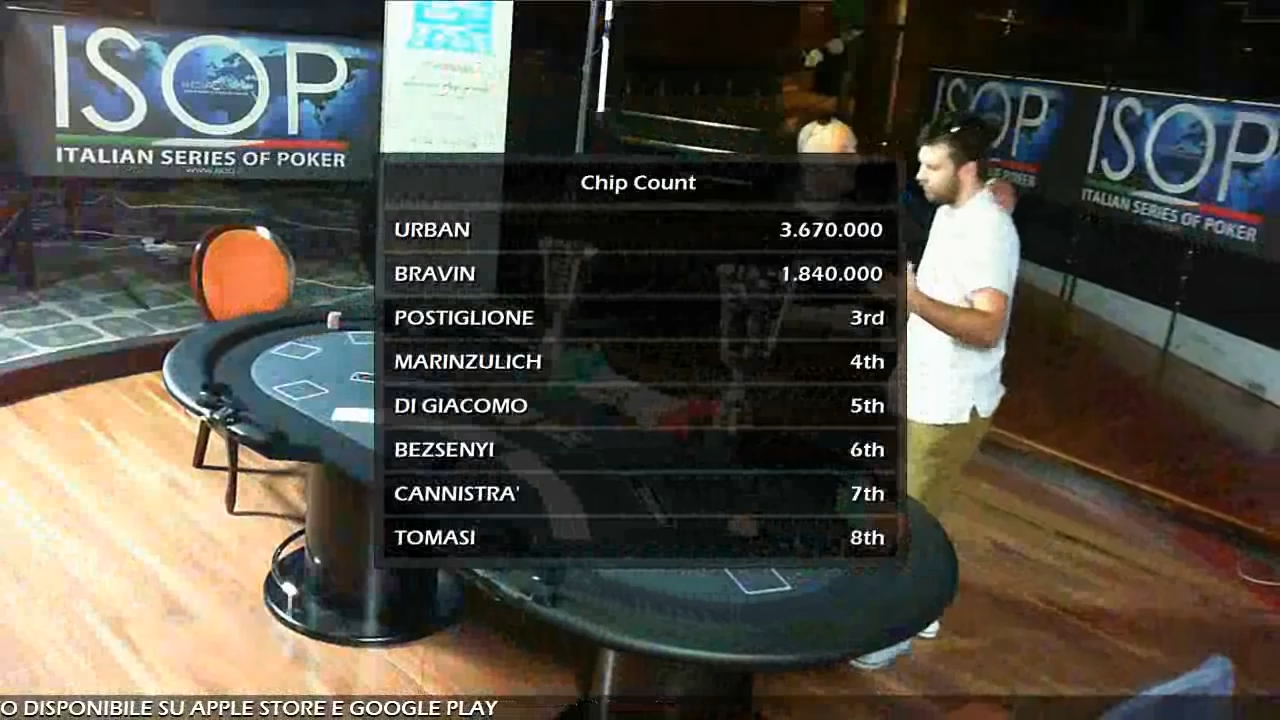 ISOP
ITALIAN SERIES OF POKER
ISOP
ISOP
ITALIAN SERIES OF POKER
Chip Count
URBAN 3.670.000
BRAVIN 1.840.000
POSTIGLIONE 3rd
MARINZULICH 4th
DI GIACOMO 5th
BEZSENYI 6th
CANNISTRA' 7th
TOMASI 8th
O DISPONIBILE SU APPLE STORE E GOOGLE PLAY